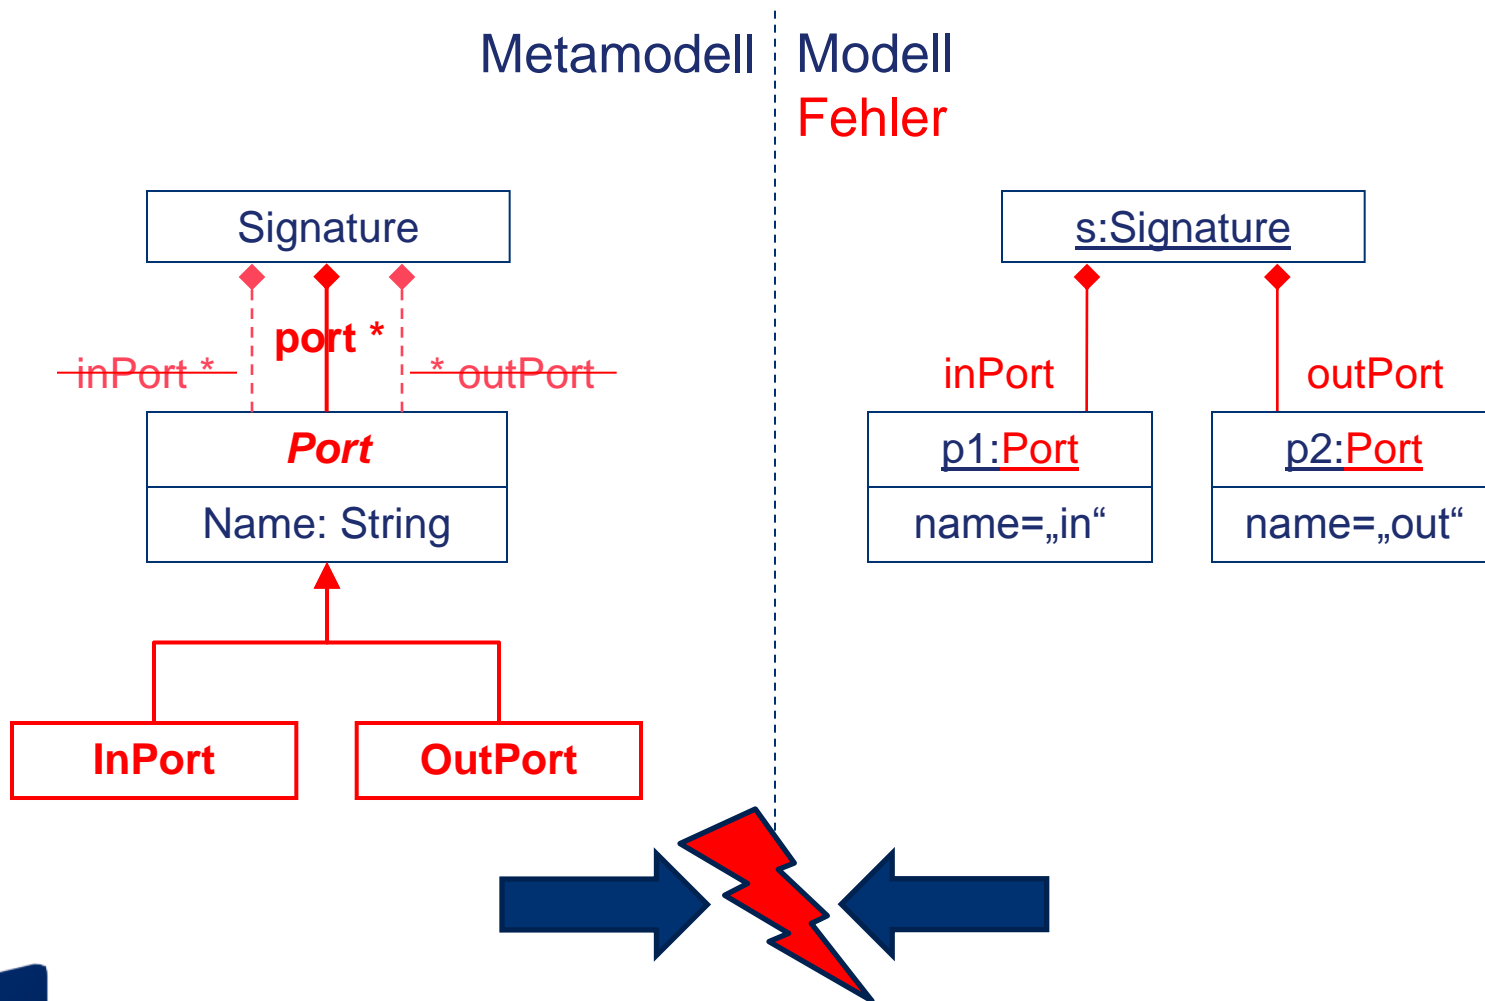 Metamodell
Modell
Fehler
Signature
port *
inPort *
* outPort
Port
Name: String
InPort
OutPort
s:Signature
inPort
outPort
p1:Port
p2:Port
name=„in“
name=„out“